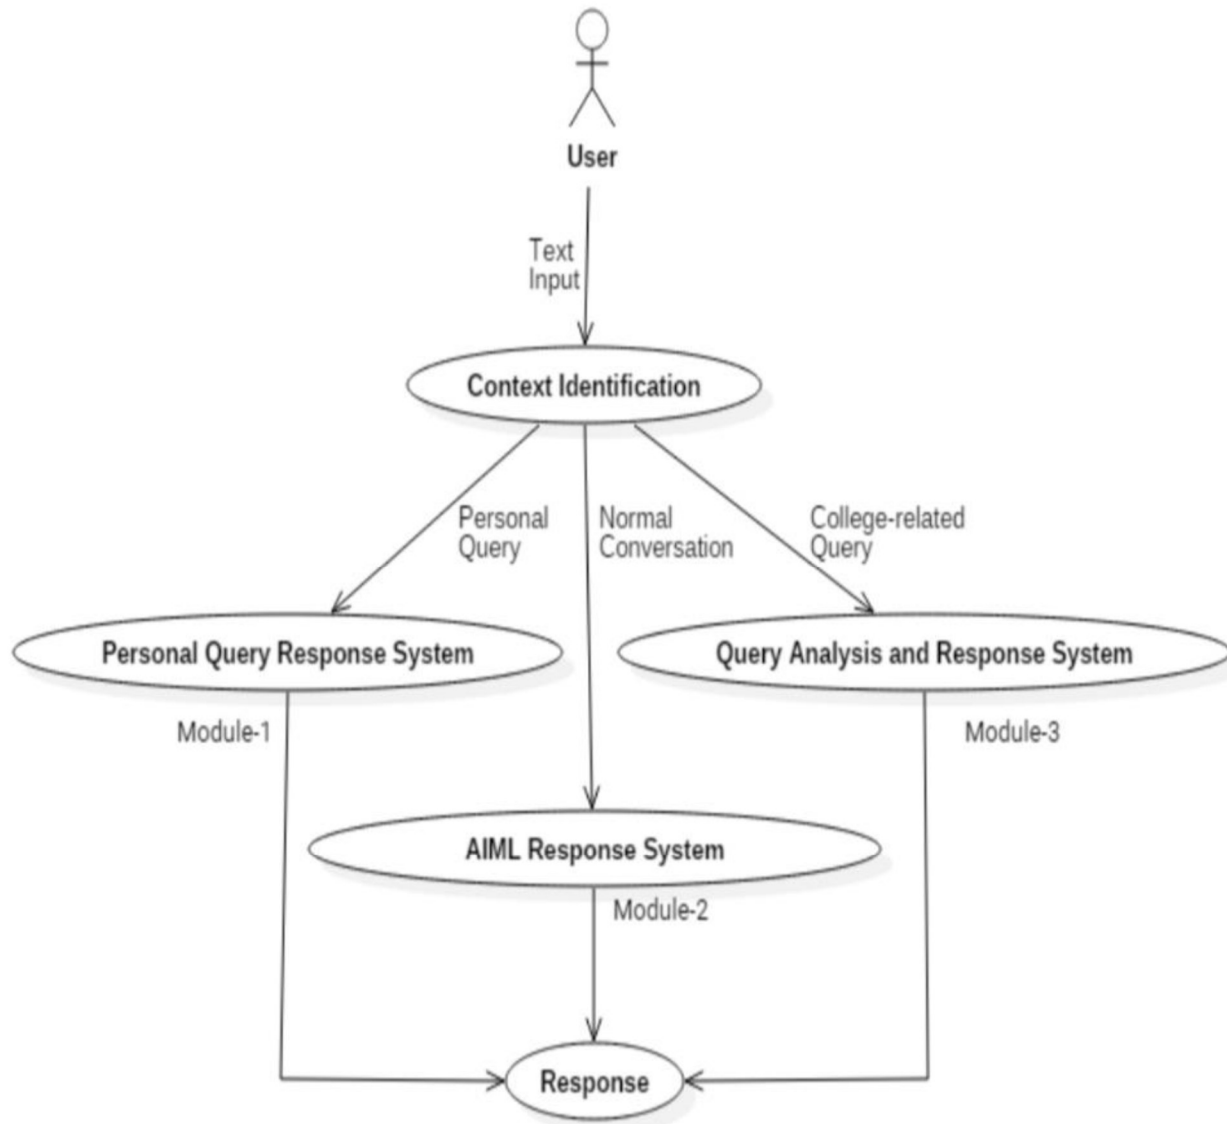 User
Text
Input
Context Identification
Personal
Query
Normal
Conversation
College-related
Query
Personal Query Response System
Query Analysis and Response System
Module-1
Module-3
AIML Response System
Module-2
Response